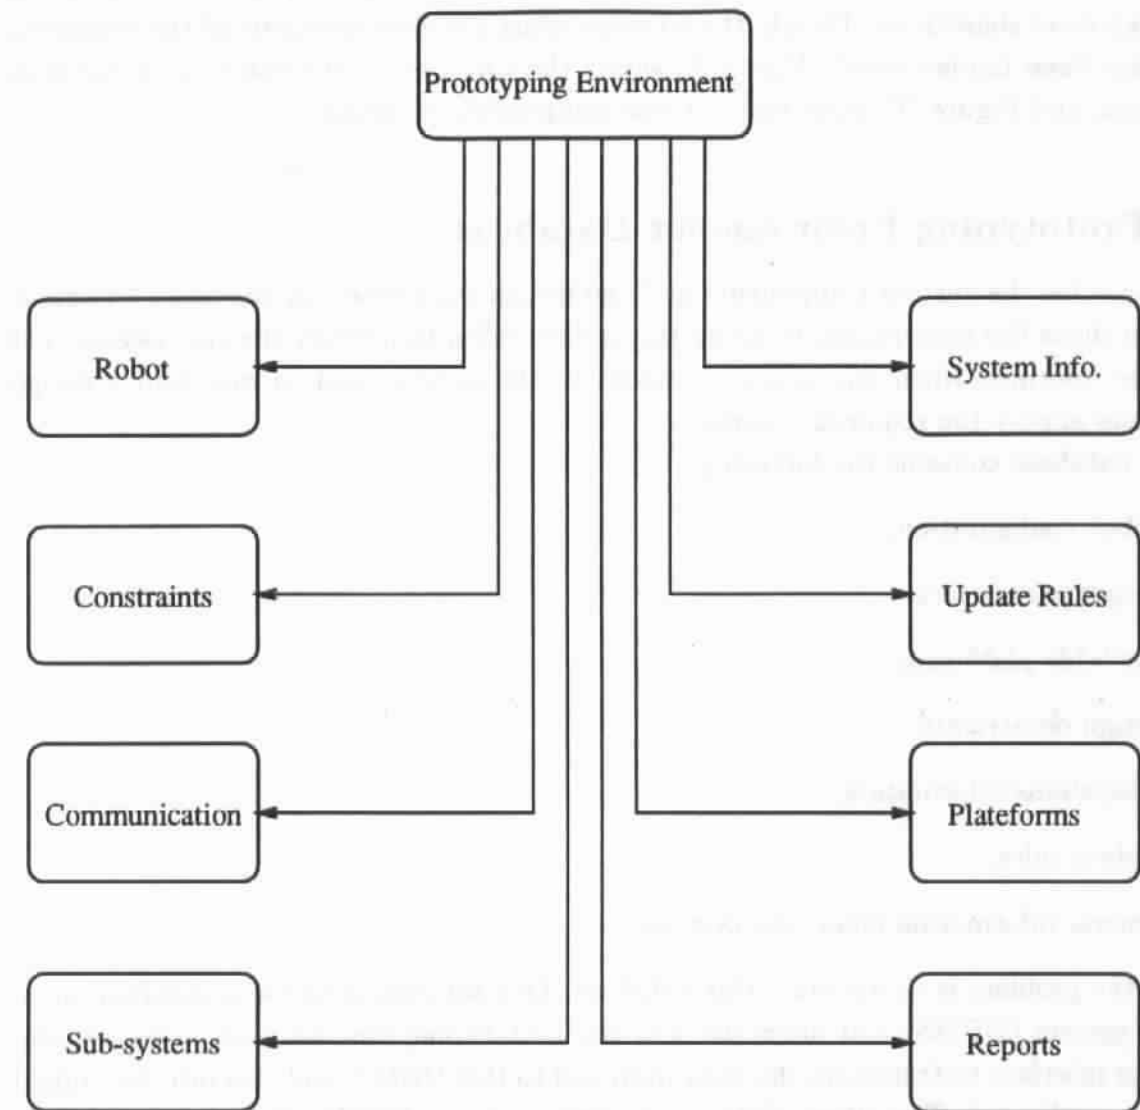 Prototyping Environment
Robot
System Info.
Constraints
Update Rules
Communication
Plateforms
Sub-systems
Reports